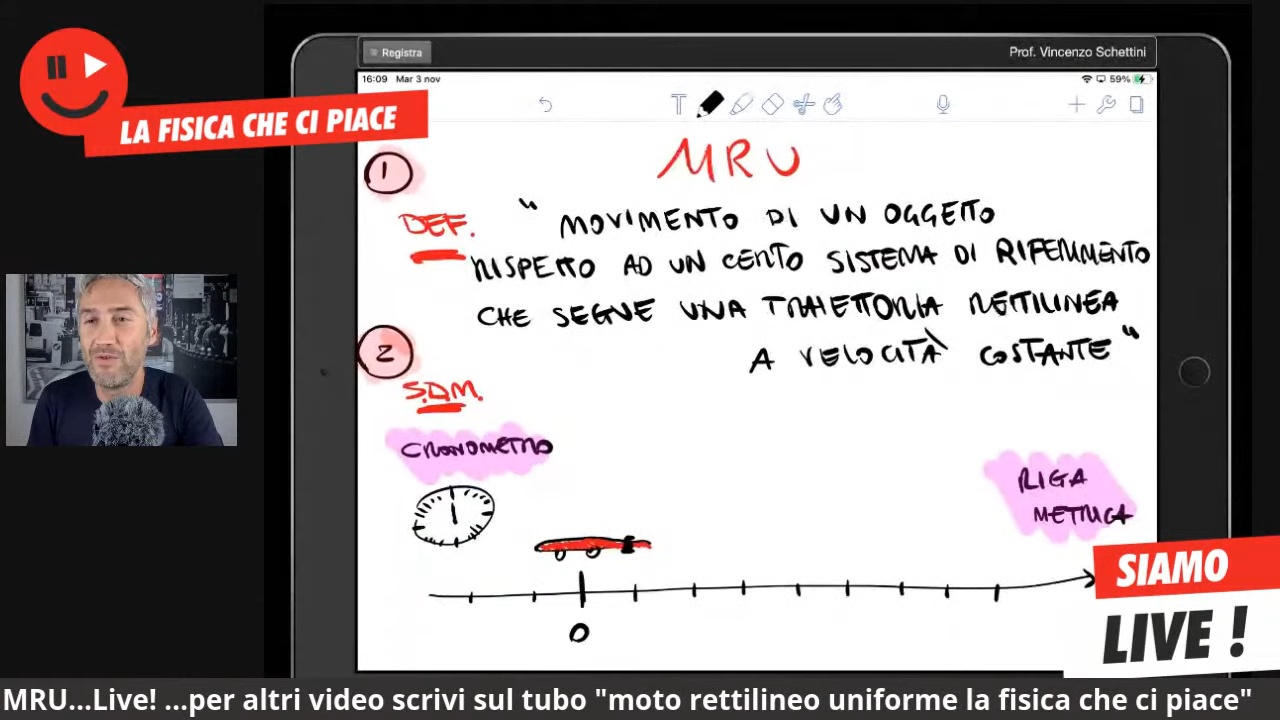 Registra
Prof. Vincenzo Schettini
16:09 Mar 3 nov
59%
LA FISICA CHE CI PIACE
T
MRU
1
DEF. " MOVIMENTO DI UN OGGETTO
RISPETTO AD UN CERTO SISTEMA DI RIFERIMENTO
CHE SEGUE UNA TRAIETTORIA RETTILINEA
A VELOCITÀ COSTANTE "
2
S.D.M.
CRONOMETRO
RIGA
METRICA
0
SIAMO
LIVE !
MRU...Live! ...per altri video scrivi sul tubo "moto rettilineo uniforme la fisica che ci piace"